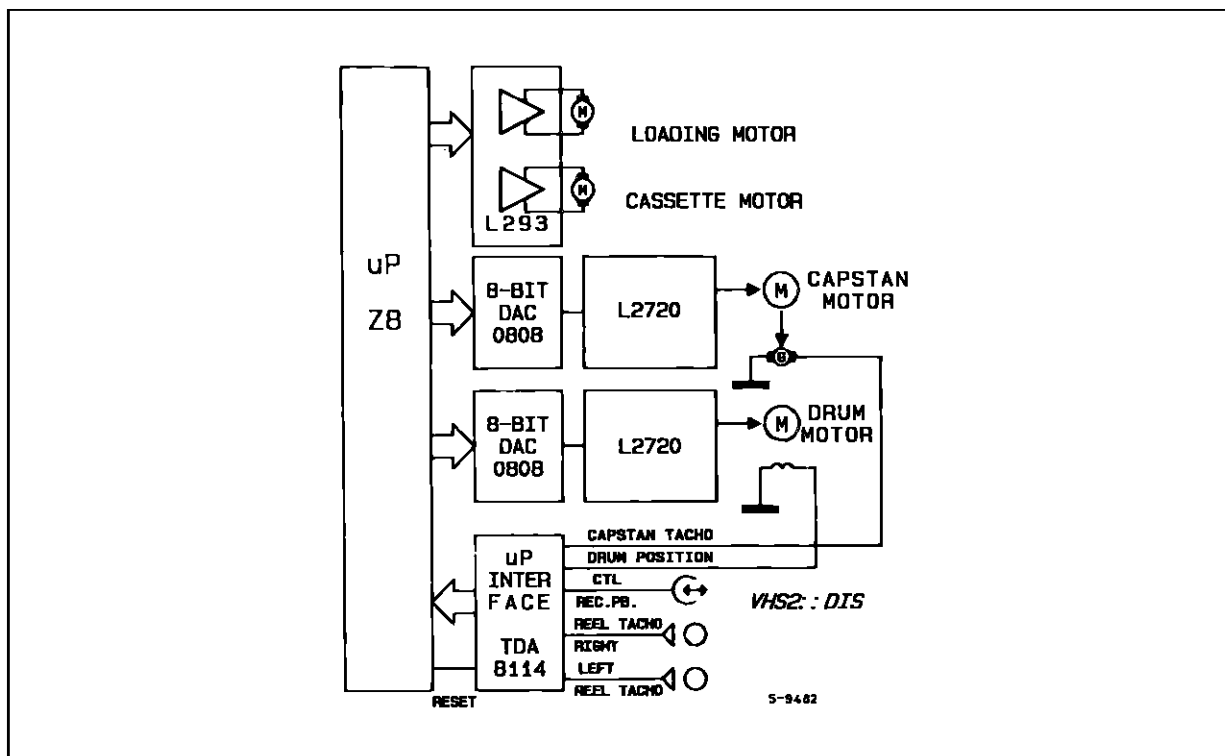 LOADING MOTOR
CASSETTE MOTOR
L293
uP
Z8
8-BIT
DAC
0808
L2720
M
M
M
CAPSTAN
MOTOR
G
8-BIT
DAC
0808
L2720
M
DRUM
MOTOR
uP
INTER
FACE
TDA
8114
CAPSTAN TACHO
DRUM POSITION
CTL
REC.PB.
REEL TACHO
RIGHT
LEFT
REEL TACHO
VHS2::DIS
RESET
S-9482